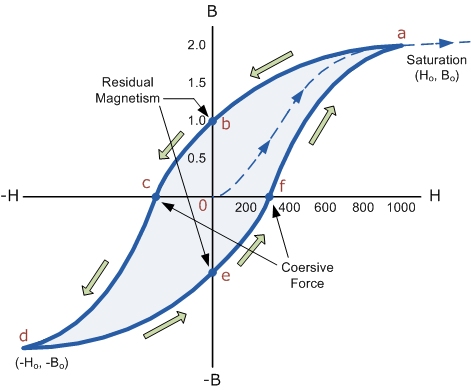 B
2.0
a
Saturation
(Ho, Bo)
1.5
Residual
Magnetism
1.0
b
0.5
c
f
-H
0
200
400
600
800
1000
H
e
Coersive
Force
d
(-Ho, -Bo)
-B